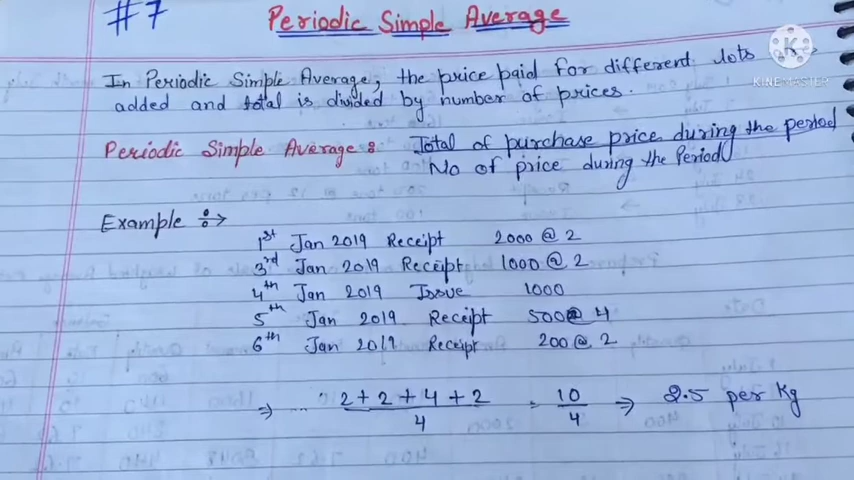 #7
Periodic Simple Average
KINEMASTER
In Periodic Simple Average, the price paid for different lots
added and total is divided by number of prices.
Periodic Simple Average : Total of purchase price during the period
No of price during the Period
Example ÷>
1st Jan 2019 Receipt 2000 @ 2
3rd Jan 2019 Receipt 1000 @ 2
4th Jan 2019 Issue 1000
5th Jan 2019 Receipt 500 @ 4
6th Jan 2019 Receipt 200 @ 2
⇒ ... 2 + 2 + 4 + 2 = 10 ⇒ 2.5 per Kg
4 4